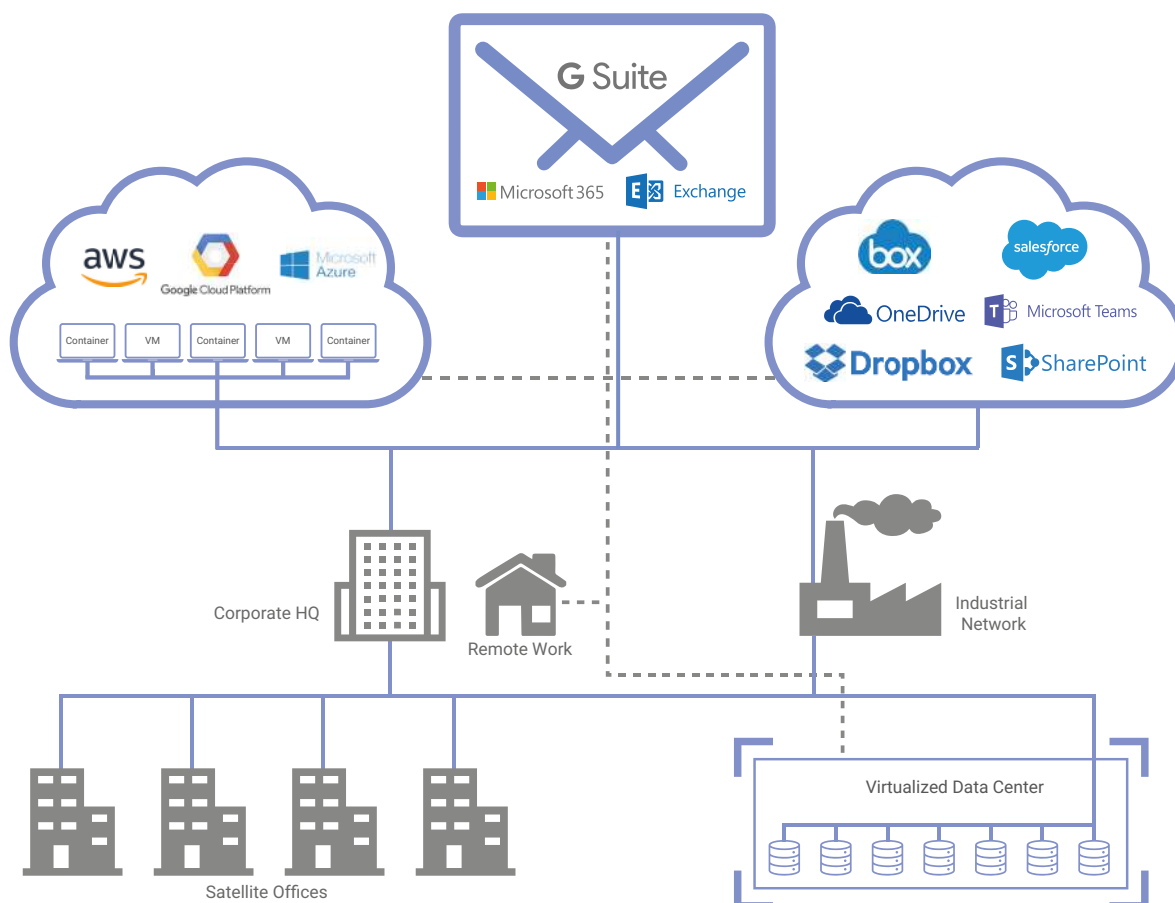 G Suite
Microsoft 365
E Exchange
aws
Google Cloud Platform
Microsoft
Azure
Container
VM
Container
VM
Container
box
salesforce
OneDrive
T Microsoft Teams
Dropbox
S SharePoint
Corporate HQ
Remote Work
Industrial
Network
Satellite Offices
Virtualized Data Center